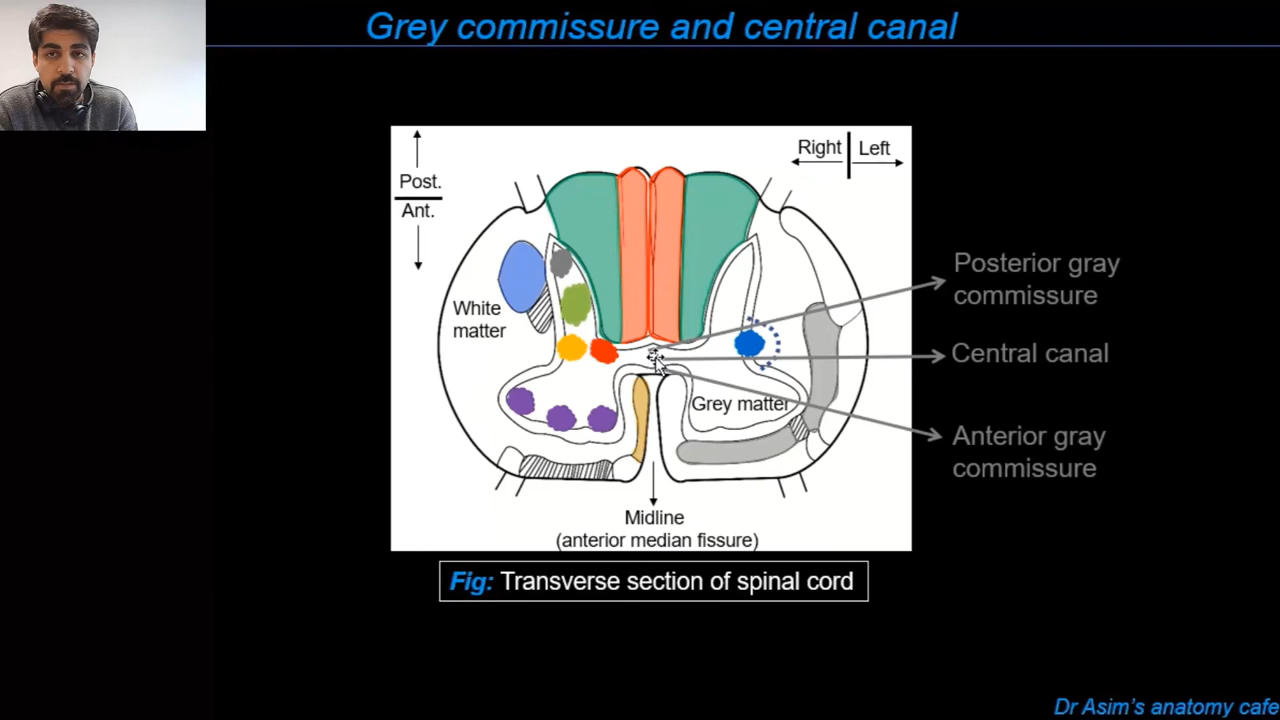 Grey commissure and central canal
Right | Left
Post.
Ant.
White
matter
Grey matter
Posterior gray
commissure
Central canal
Anterior gray
commissure
Midline
(anterior median fissure)
Fig: Transverse section of spinal cord
Dr Asim's anatomy cafe